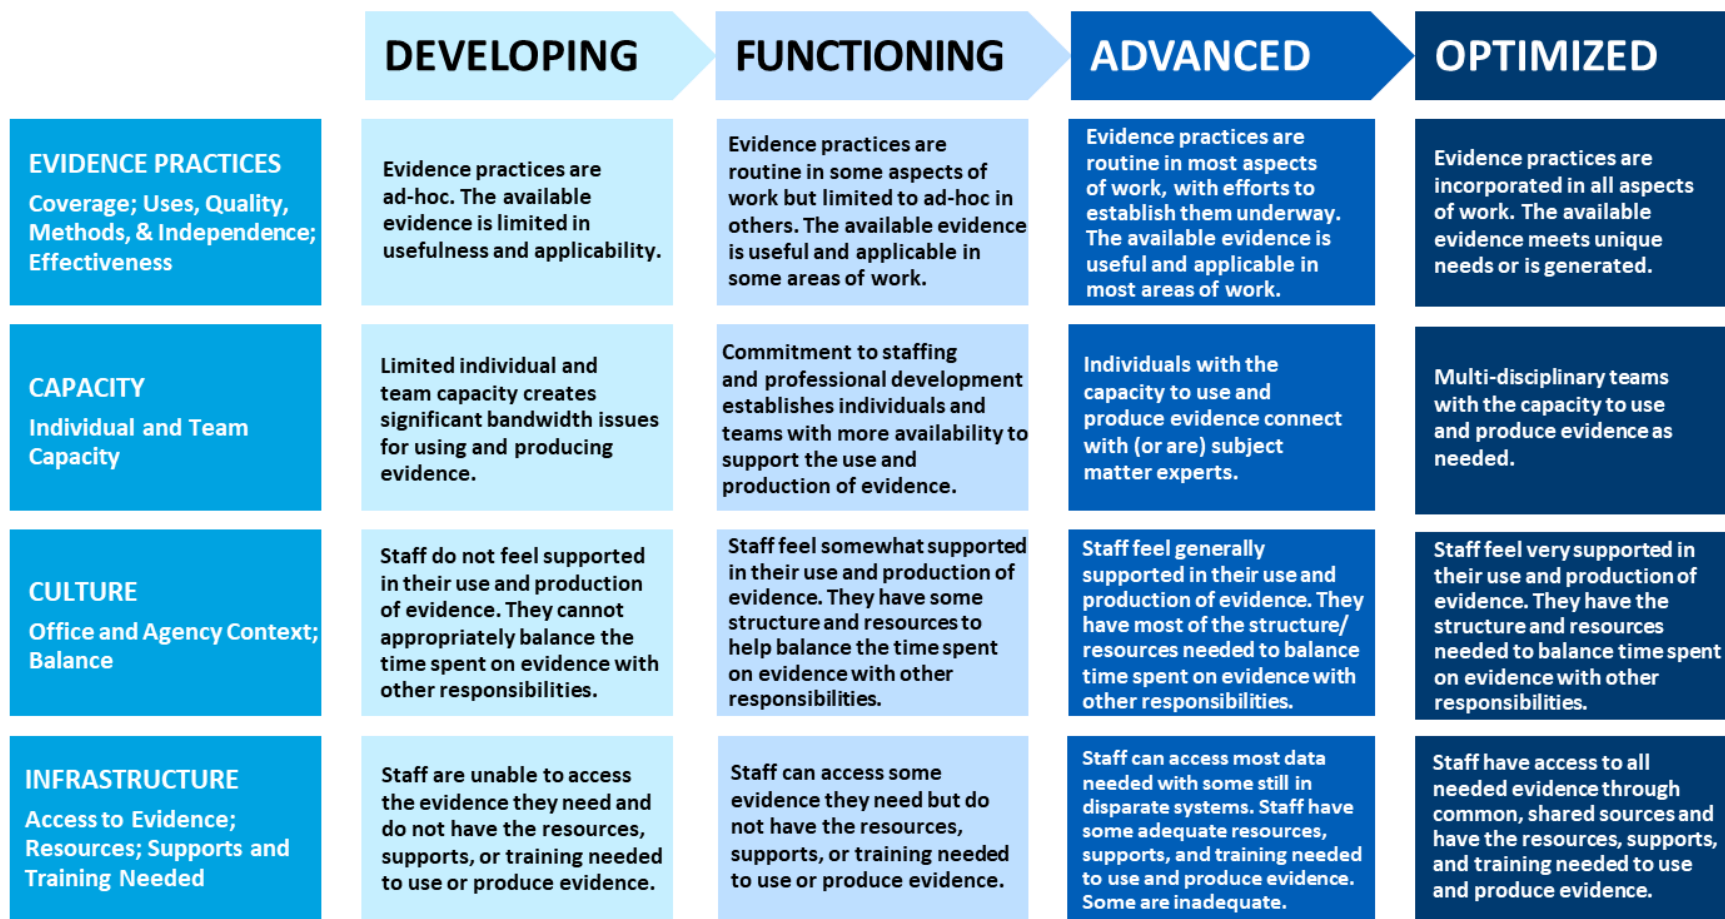 DEVELOPING
FUNCTIONING
ADVANCED
OPTIMIZED
EVIDENCE PRACTICES
Coverage; Uses, Quality,
Methods, & Independence;
Effectiveness
Evidence practices are
ad-hoc. The available
evidence is limited in
usefulness and applicability.
Evidence practices are
routine in some aspects of
work but limited to ad-hoc in
others. The available evidence
is useful and applicable in
some areas of work.
Evidence practices are
routine in most aspects
of work, with efforts to
establish them underway.
The available evidence is
useful and applicable in
most areas of work.
Evidence practices are
incorporated in all aspects
of work. The available
evidence meets unique
needs or is generated.
CAPACITY
Individual and Team
Capacity
Limited individual and
team capacity creates
significant bandwidth issues
for using and producing
evidence.
Commitment to staffing
and professional development
establishes individuals and
teams with more availability to
support the use and
production of evidence.
Individuals with the
capacity to use and
produce evidence connect
with (or are) subject
matter experts.
Multi-disciplinary teams
with the capacity to use
and produce evidence as
needed.
CULTURE
Office and Agency Context;
Balance
Staff do not feel supported
in their use and production
of evidence. They cannot
appropriately balance the
time spent on evidence with
other responsibilities.
Staff feel somewhat supported
in their use and production of
evidence. They have some
structure and resources to
help balance the time spent
on evidence with other
responsibilities.
Staff feel generally
supported in their use and
production of evidence. They
have most of the structure/
resources needed to balance
time spent on evidence with
other responsibilities.
Staff feel very supported in
their use and production of
evidence. They have the
structure and resources
needed to balance time spent
on evidence with other
responsibilities.
INFRASTRUCTURE
Access to Evidence;
Resources; Supports and
Training Needed
Staff are unable to access
the evidence they need and
do not have the resources,
supports, or training needed
to use or produce evidence.
Staff can access some
evidence they need but do
not have the resources,
supports, or training needed
to use or produce evidence.
Staff can access most data
needed with some still in
disparate systems. Staff have
some adequate resources,
supports, and training needed
to use and produce evidence.
Some are inadequate.
Staff have access to all
needed evidence through
common, shared sources and
have the resources, supports,
and training needed to use
and produce evidence.